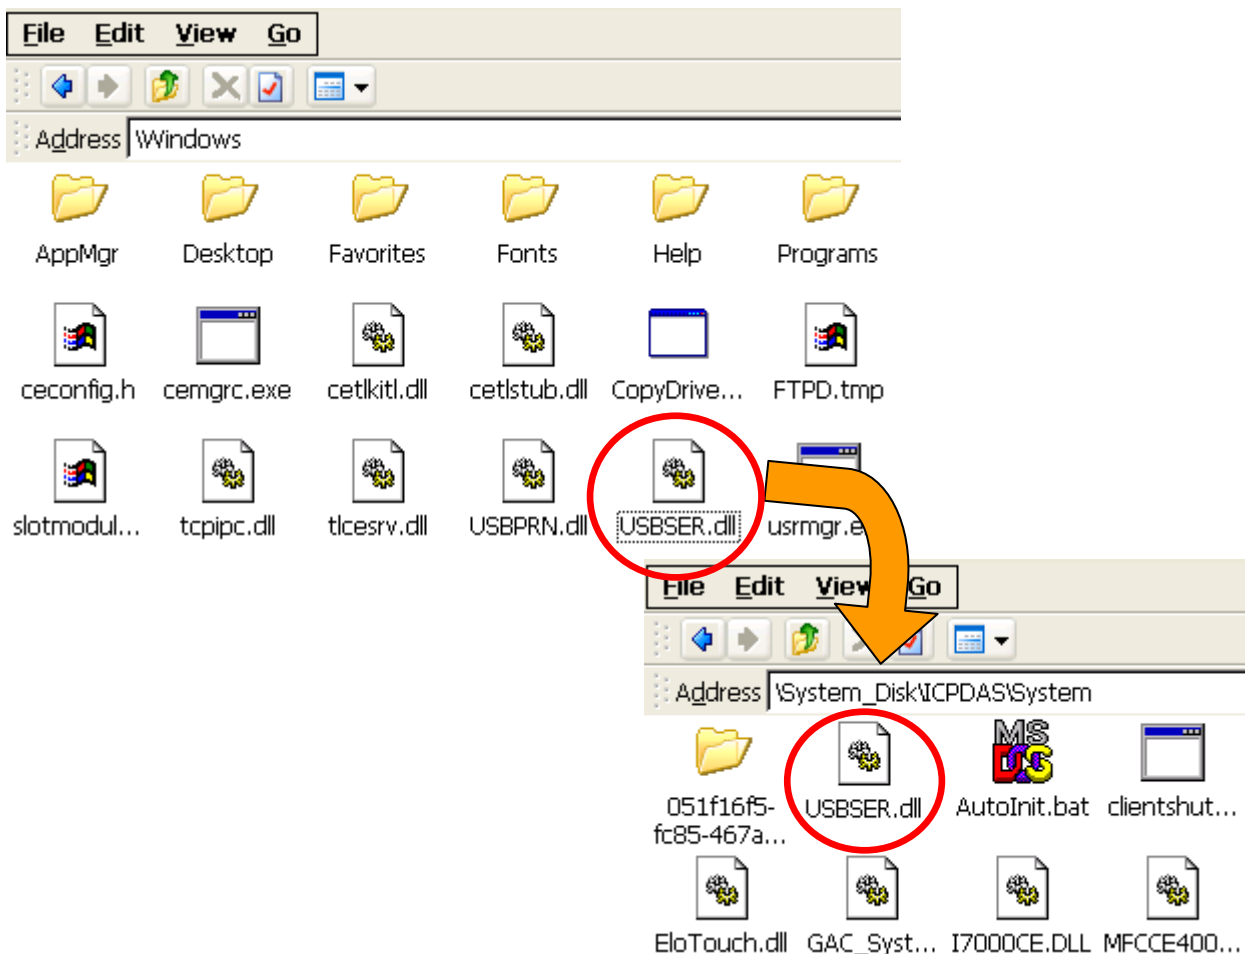 File Edit View Go
Address \Windows
AppMgr Desktop Favorites Fonts Help Programs
ceconfig.h cemgrc.exe cetlkitl.dll cetlstub.dll CopyDrive... FTPD.tmp
slotmodul... tcpipc.dll tlcesrv.dll USBPRN.dll USBSER.dll usrmgr.e
File Edit View Go
Address \System_Disk\ICPDAS\System
MS
DOS
051f16f5- USBSER.dll AutoInit.bat clientshut...
fc85-467a...
EloTouch.dll GAC_Syst... I7000CE.DLL MFCCE400...